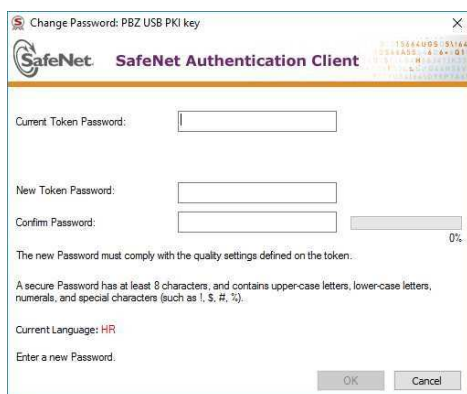 Change Password: PBZ USB PKI key
SafeNet. SafeNet Authentication Client
Current Token Password:
New Token Password:
Confirm Password:
0%
The new Password must comply with the quality settings defined on the token.
A secure Password has at least 8 characters, and contains upper-case letters, lower-case letters,
numerals, and special characters (such as !, $, #, %).
Current Language: HR
Enter a new Password.
OK Cancel